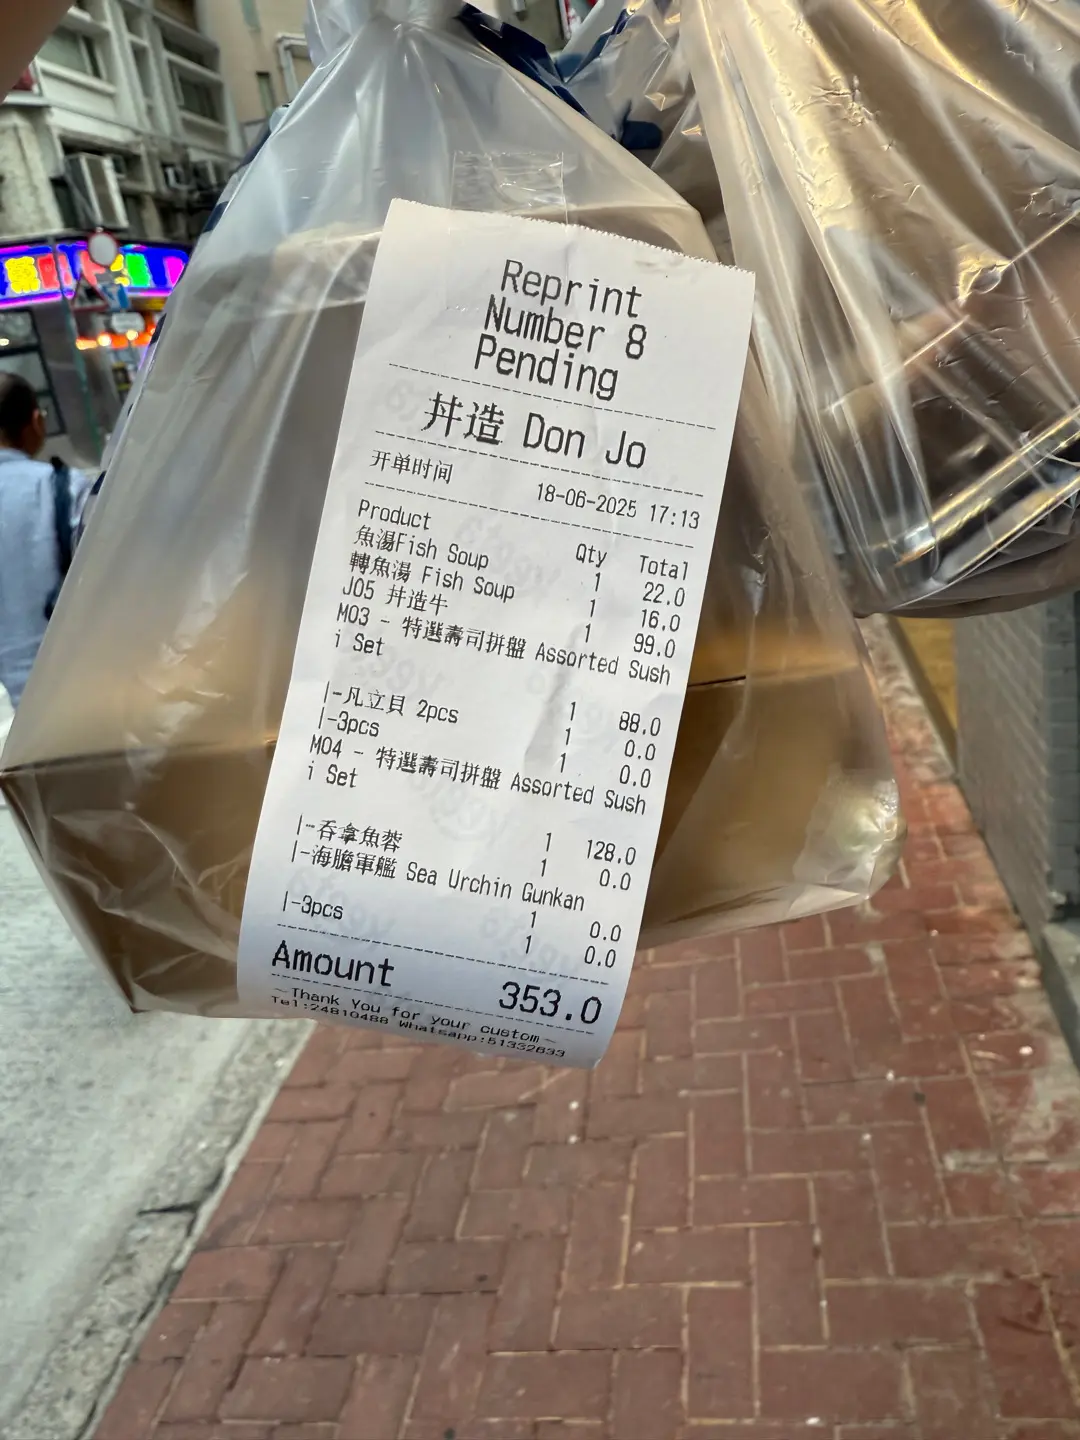 Reprint
Number 8
Pending
丼造 Don Jo
开单时间 18-06-2025 17:13
Product Qty Total
魚湯Fish Soup 1 22.0
轉魚湯 Fish Soup 1 16.0
J05 丼造牛 1 99.0
M03 - 特選壽司拼盤 Assorted Sush
i Set 1 88.0
|-凡立貝 2pcs 1 0.0
|-3pcs 1 0.0
M04 - 特選壽司拼盤 Assorted Sush
i Set 1 128.0
|-吞拿魚蓉 1 0.0
|-海膽軍艦 Sea Urchin Gunkan
1 0.0
|-3pcs 1 0.0
Amount 353.0
~Thank You for your custom~
Tel:24810488 Whatsapp:51332633